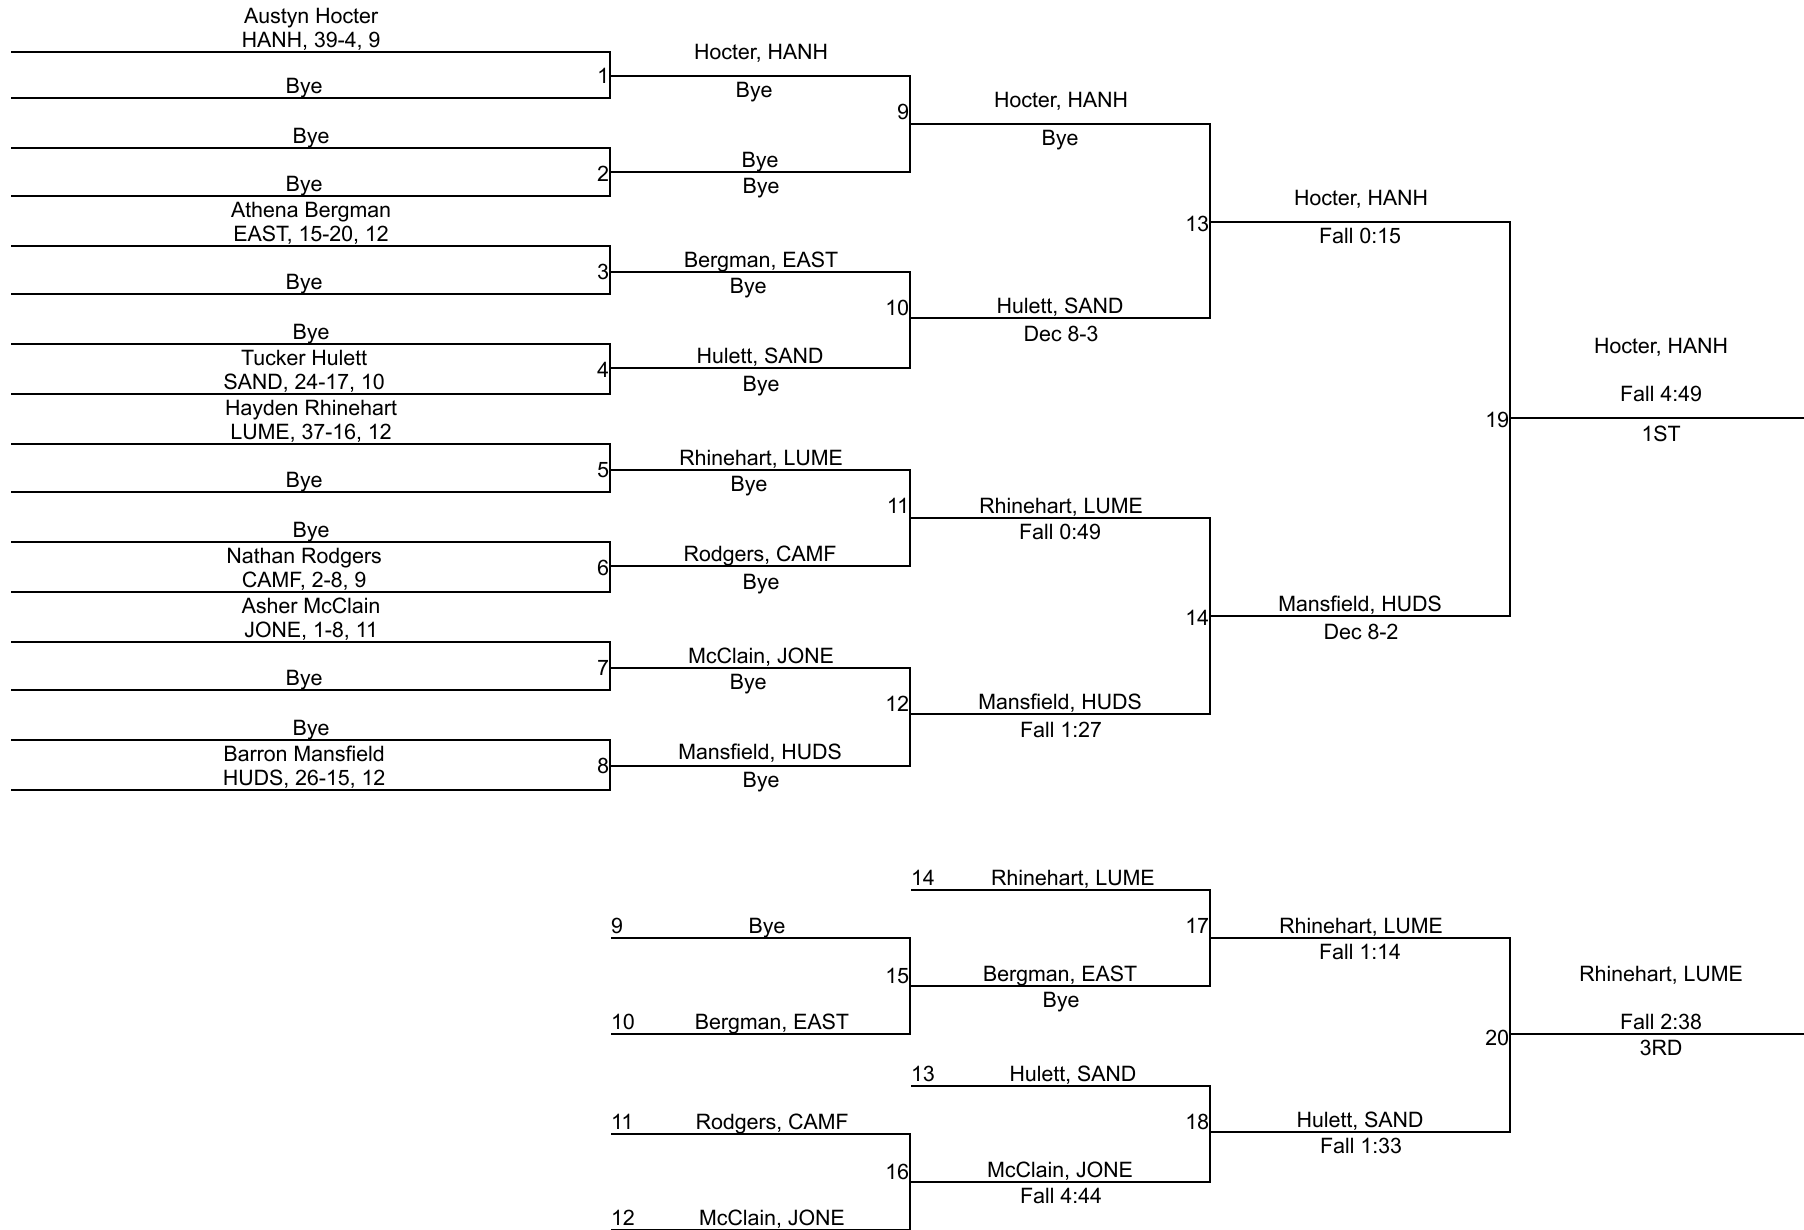 Austyn Hocter
HANH, 39-4, 9
Bye
1
Bye
2
Bye
Athena Bergman
EAST, 15-20, 12
3
Bye
Bye
4
Tucker Hulett
SAND, 24-17, 10
Hayden Rhinehart
LUME, 37-16, 12
5
Bye
Bye
6
Nathan Rodgers
CAMF, 2-8, 9
Asher McClain
JONE, 1-8, 11
7
Bye
Bye
8
Barron Mansfield
HUDS, 26-15, 12
Hocter, HANH
Bye
9
Bye
Bye
Bergman, EAST
Bye
10
Hulett, SAND
Bye
Rhinehart, LUME
Bye
11
Rodgers, CAMF
Bye
McClain, JONE
Bye
12
Mansfield, HUDS
Bye
Hocter, HANH
Bye
13
Hulett, SAND
Dec 8-3
Rhinehart, LUME
Fall 0:49
14
Mansfield, HUDS
Fall 1:27
Hocter, HANH
Fall 0:15
19
Mansfield, HUDS
Dec 8-2
Hocter, HANH
Fall 4:49
1ST
14 Rhinehart, LUME
9 Bye
17
15
Bergman, EAST
Bye
10 Bergman, EAST
13 Hulett, SAND
11 Rodgers, CAMF
18
16
McClain, JONE
Fall 4:44
12 McClain, JONE
Rhinehart, LUME
Fall 1:14
20
Hulett, SAND
Fall 1:33
Rhinehart, LUME
Fall 2:38
3RD